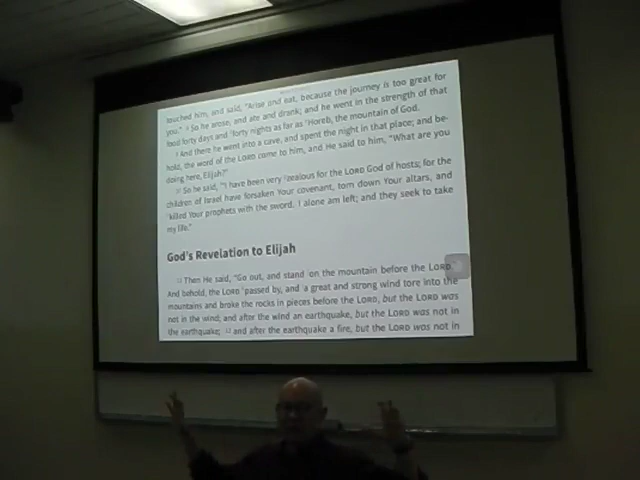 touched him, and said, "Arise and eat, because the journey is too great for
you." 8 So he arose, and ate and drank; and he went in the strength of that
food forty days and forty nights as far as Horeb, the mountain of God.
9 And there he went into a cave, and spent the night in that place; and be-
hold, the word of the LORD came to him, and He said to him, "What are you
doing here, Elijah?"
10 So he said, "I have been very zealous for the LORD God of hosts; for the
children of Israel have forsaken Your covenant, torn down Your altars, and
killed Your prophets with the sword. I alone am left; and they seek to take
my life."
God's Revelation to Elijah
11 Then He said, "Go out, and stand on the mountain before the LORD."
And behold, the LORD passed by, and a great and strong wind tore into the
mountains and broke the rocks in pieces before the LORD, but the LORD was
not in the wind; and after the wind an earthquake, but the LORD was not in
the earthquake; 12 and after the earthquake a fire, but the LORD was not in